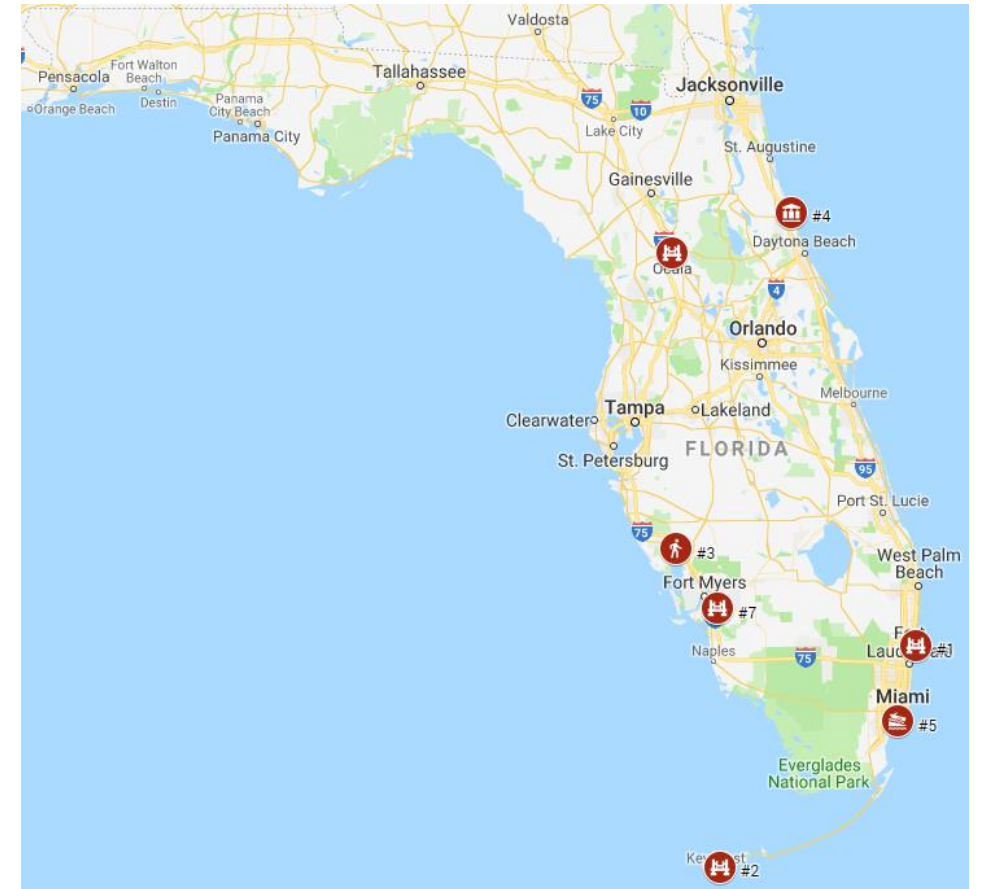 Valdosta
Fort Walton
Beach
Pensacola
Tallahassee
Orange Beach
Destin
Panama
City Beach
Panama City
75
10
Jacksonville
Lake City
St. Augustine
Gainesville
#4
Daytona Beach
Ocala
4
Orlando
Kissimmee
Melbourne
Clearwater
Tampa
Lakeland
FLORIDA
St. Petersburg
95
Port St. Lucie
75
#3
West Palm
Beach
Fort Myers
#7
#1
Naples
75
Miami
#5
Everglades
National Park
#2